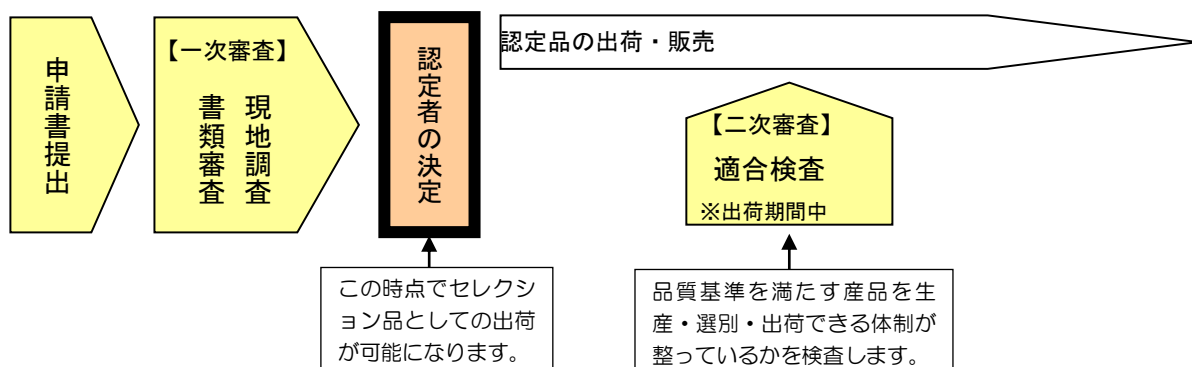 申請書提出
【一次審査】
現地調査
書類審査
認定者の決定
認定品の出荷・販売
【二次審査】
適合検査
※出荷期間中
この時点でセレクシ
ョン品としての出荷
が可能になります。
品質基準を満たす産品を生
産・選別・出荷できる体制が
整っているかを検査します。